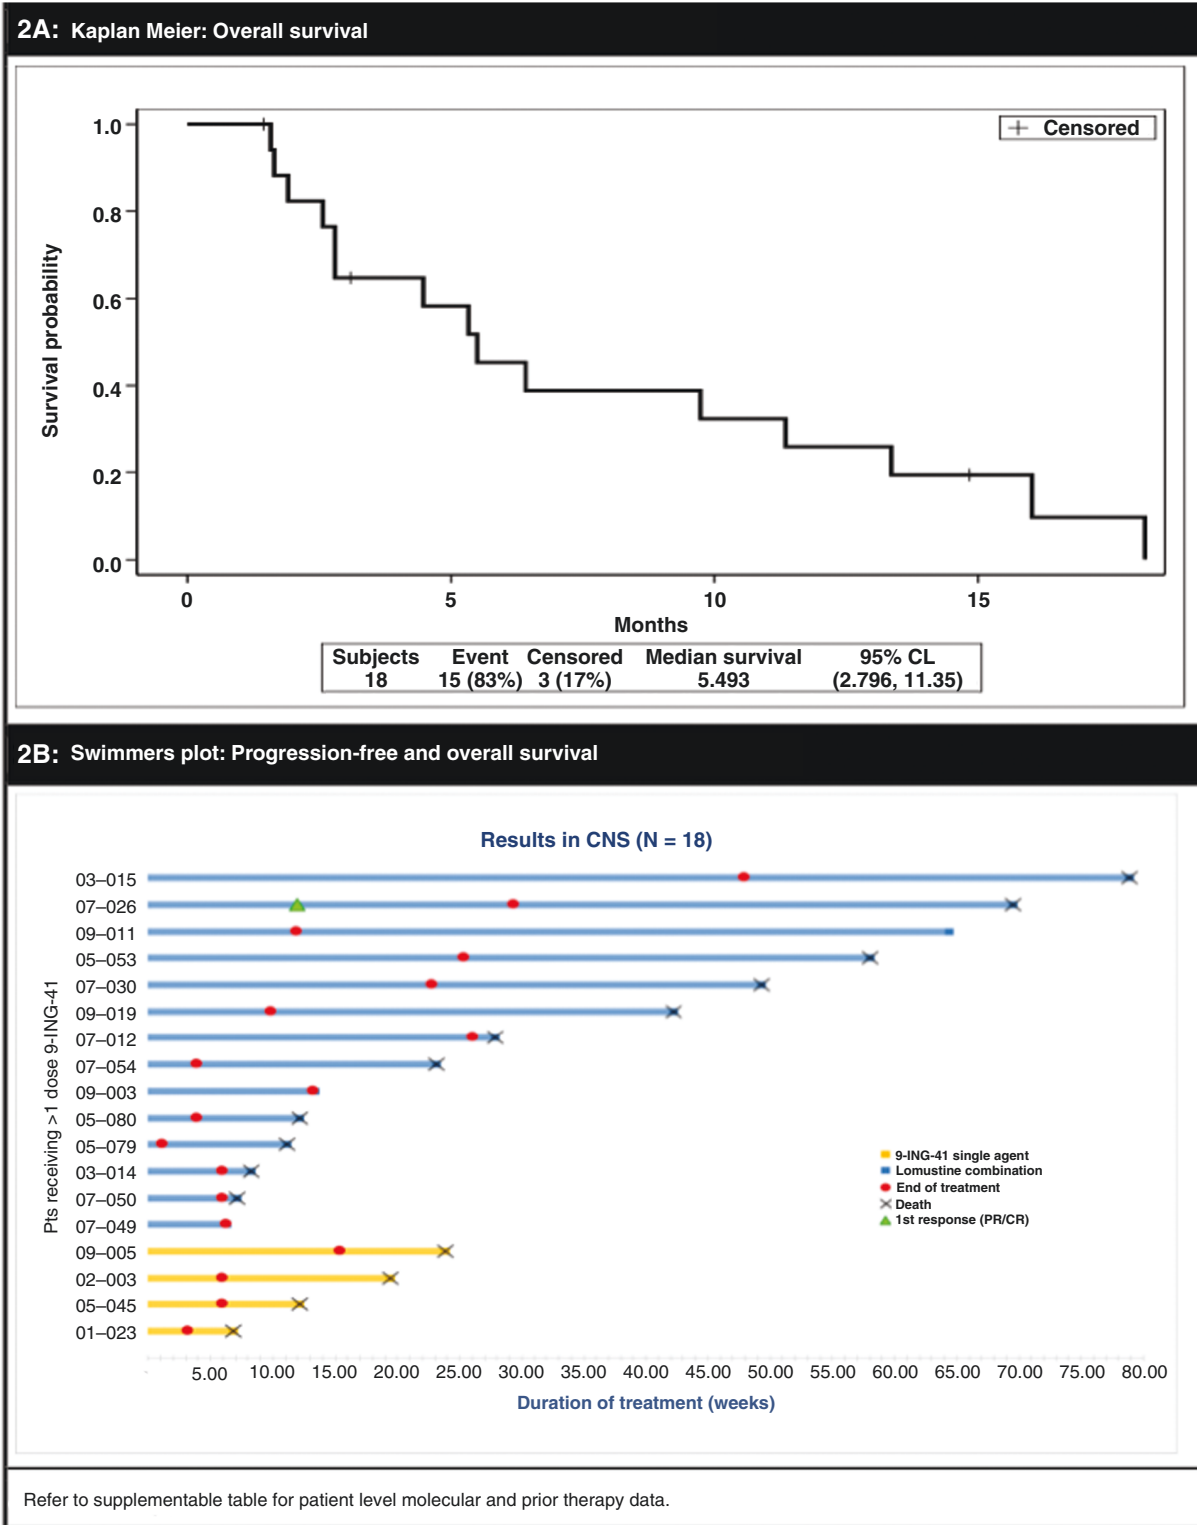 2A: Kaplan Meier: Overall survival
Censored
1.0
0.8
0.6
0.4
0.2
0.0
Survival probability
0 5 10 15
Months
Subjects Event Censored Median survival 95% CL
18 15 (83%) 3 (17%) 5.493 (2.796, 11.35)
2B: Swimmers plot: Progression-free and overall survival
Results in CNS (N = 18)
Pts receiving >1 dose 9-ING-41
03–015
07–026
09–011
05–053
07–030
09–019
07–012
07–054
09–003
05–080
05–079
03–014
07–050
07–049
09–005
02–003
05–045
01–023
9-ING-41 single agent
Lomustine combination
End of treatment
Death
1st response (PR/CR)
5.00 10.00 15.00 20.00 25.00 30.00 35.00 40.00 45.00 50.00 55.00 60.00 65.00 70.00 75.00 80.00
Duration of treatment (weeks)
Refer to supplementable table for patient level molecular and prior therapy data.